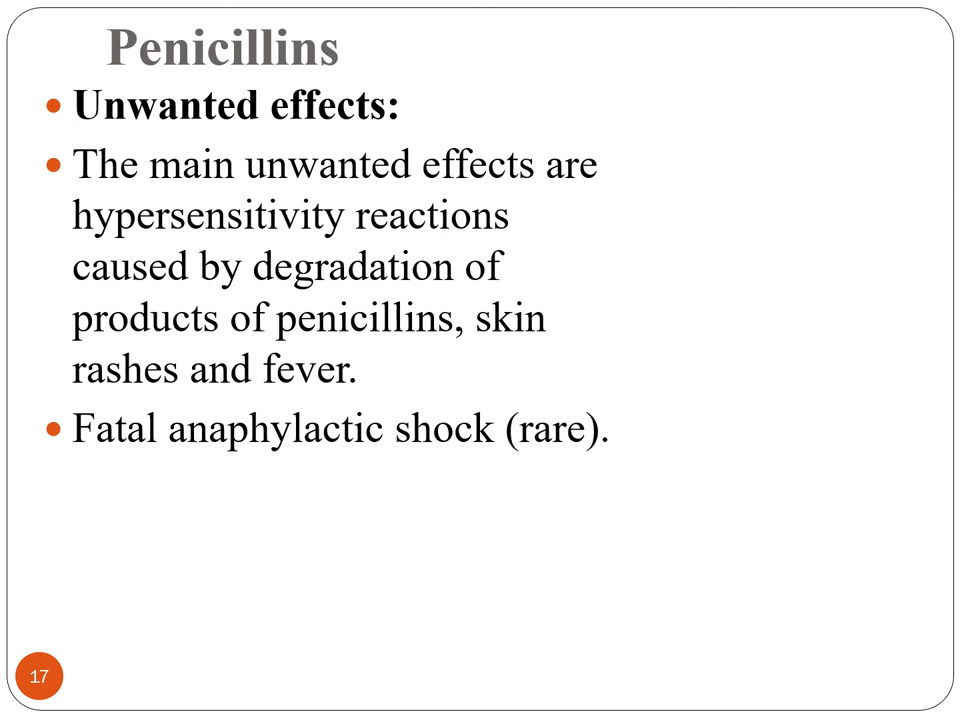 Penicillins
Unwanted effects:
The main unwanted effects are
hypersensitivity reactions
caused by degradation of
products of penicillins, skin
rashes and fever.
Fatal anaphylactic shock (rare).
17